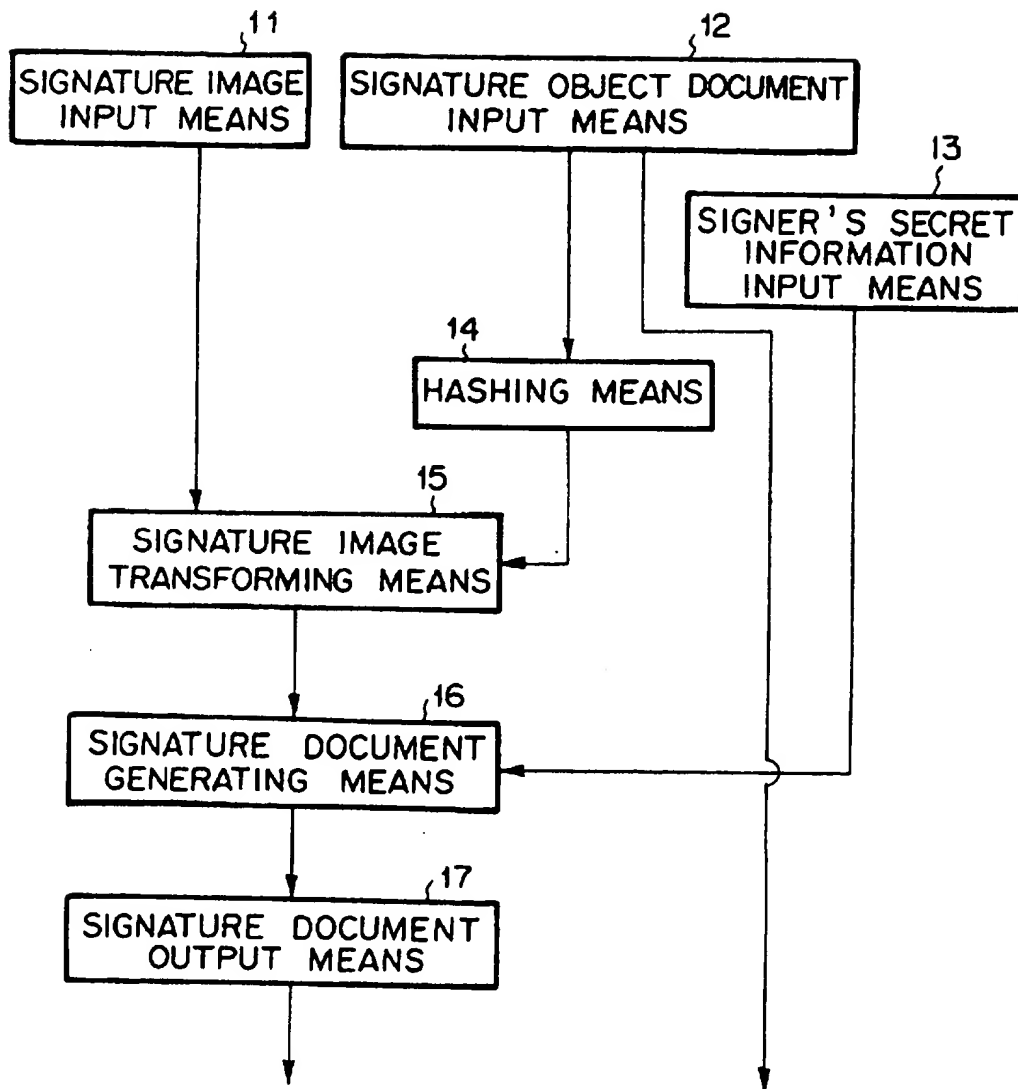 11
SIGNATURE IMAGE
INPUT MEANS
12
SIGNATURE OBJECT DOCUMENT
INPUT MEANS
13
SIGNER'S SECRET
INFORMATION
INPUT MEANS
14
HASHING MEANS
15
SIGNATURE IMAGE
TRANSFORMING MEANS
16
SIGNATURE DOCUMENT
GENERATING MEANS
17
SIGNATURE DOCUMENT
OUTPUT MEANS